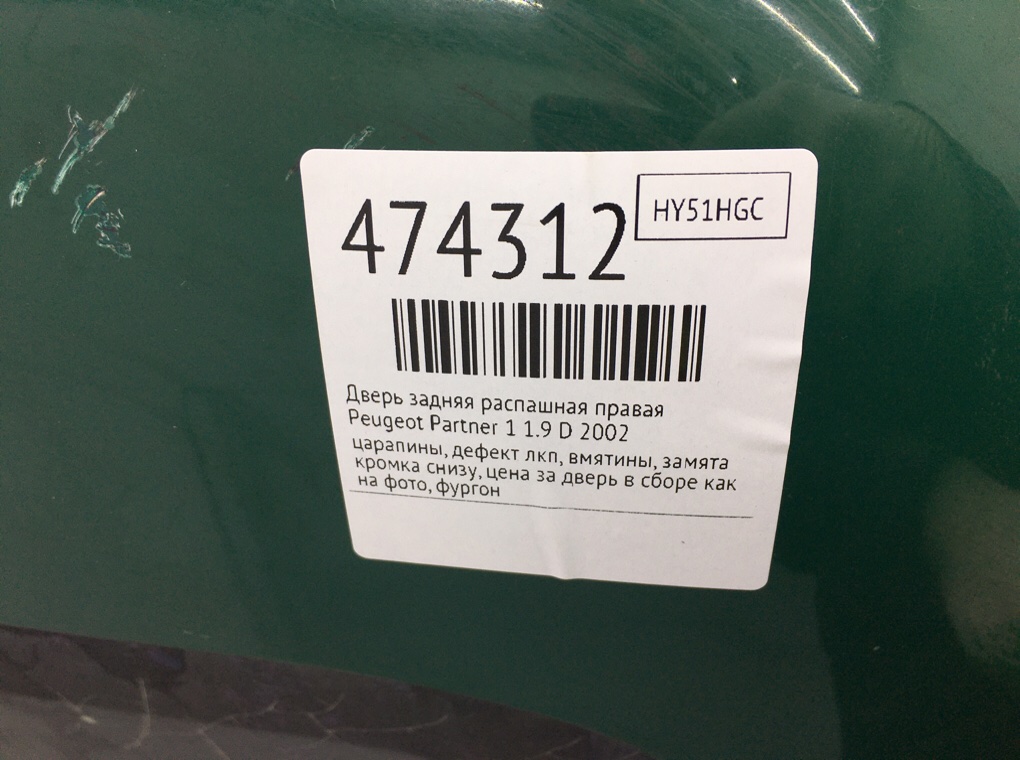 474312
HY51HGC
Дверь задняя распашная правая
Peugeot Partner 1 1.9 D 2002
царапины, дефект лкп, вмятины, замята
кромка снизу, цена за дверь в сборе как
на фото, фургон